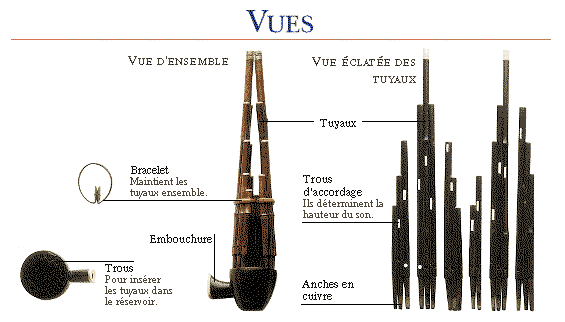 VUES
VUE D'ENSEMBLE
VUE ÉCLATÉE DES
TUYAUX
Tuyaux
Bracelet
Maintient les
tuyaux ensemble.
Trous
d'accordage
Ils déterminent la
hauteur du son.
Embouchure
Trous
Pour insérer
les tuyaux dans
le réservoir.
Anches en
cuivre